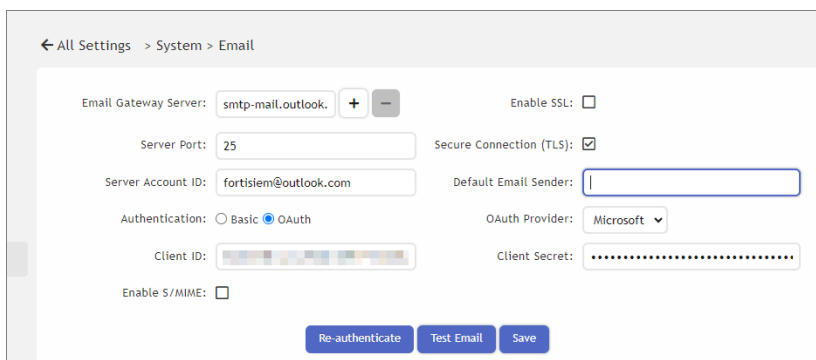 ← All Settings > System > Email
Email Gateway Server: smtp-mail.outlook. + − Enable SSL:
Server Port: 25 Secure Connection (TLS):
Server Account ID: fortisiem@outlook.com Default Email Sender:
Authentication: Basic OAuth OAuth Provider: Microsoft
Client ID: Client Secret: ••••••••••••••••••••••••••••••••
Enable S/MIME:
Re-authenticate Test Email Save